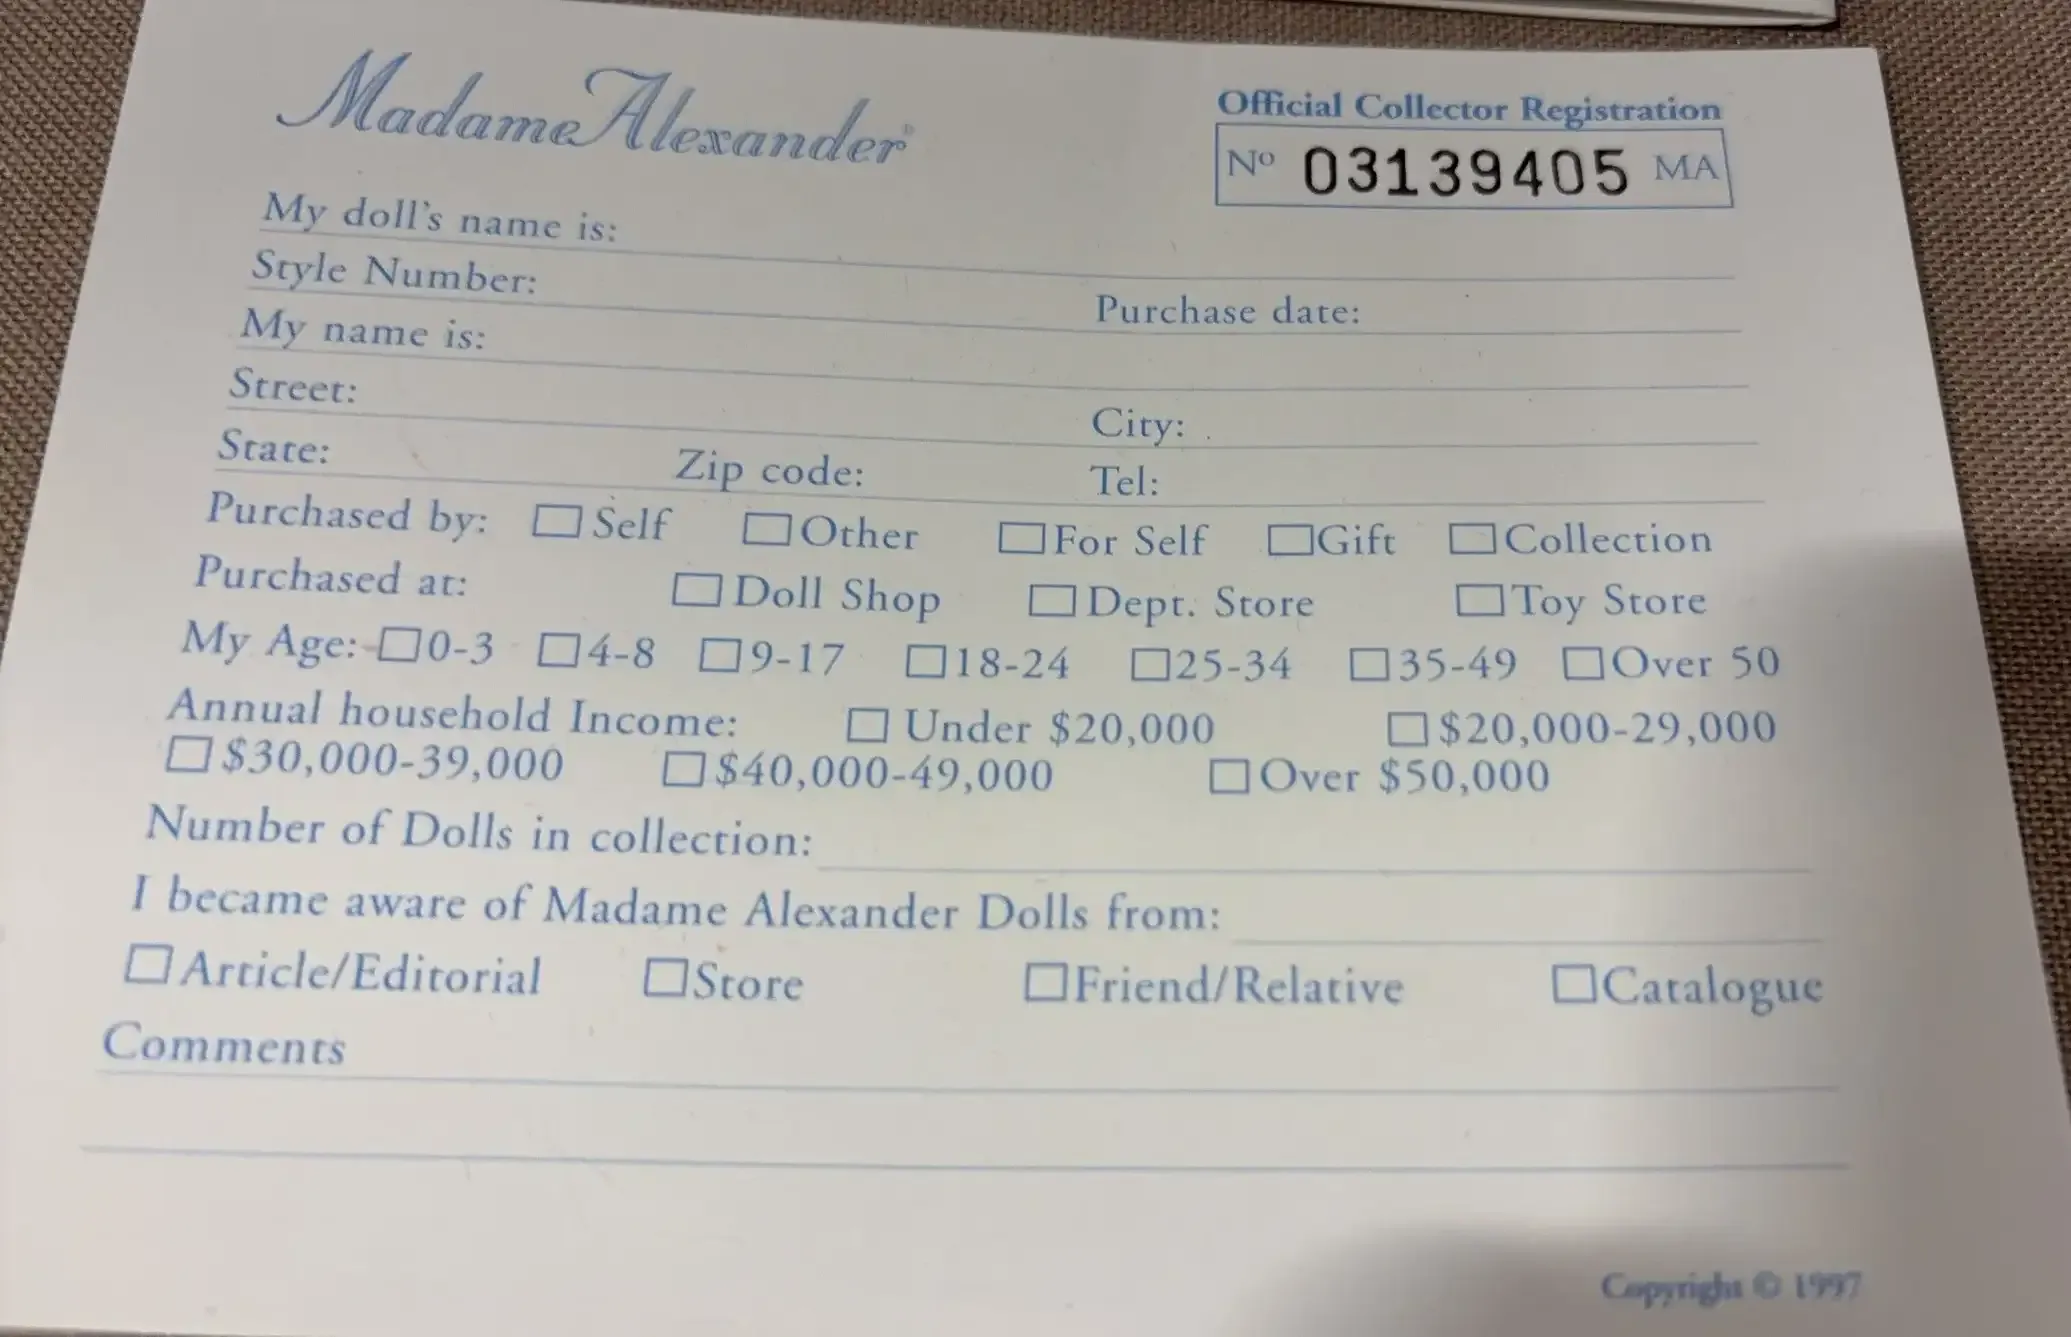 Madame Alexander®
Official Collector Registration
Nº 03139405 MA
My doll's name is:
Style Number: Purchase date:
My name is:
Street: City:
State: Zip code: Tel:
Purchased by: Self Other For Self Gift Collection
Purchased at: Doll Shop Dept. Store Toy Store
My Age: 0-3 4-8 9-17 18-24 25-34 35-49 Over 50
Annual household Income: Under $20,000 $20,000-29,000
$30,000-39,000 $40,000-49,000 Over $50,000
Number of Dolls in collection:
I became aware of Madame Alexander Dolls from:
Article/Editorial Store Friend/Relative Catalogue
Comments
Copyright © 1997